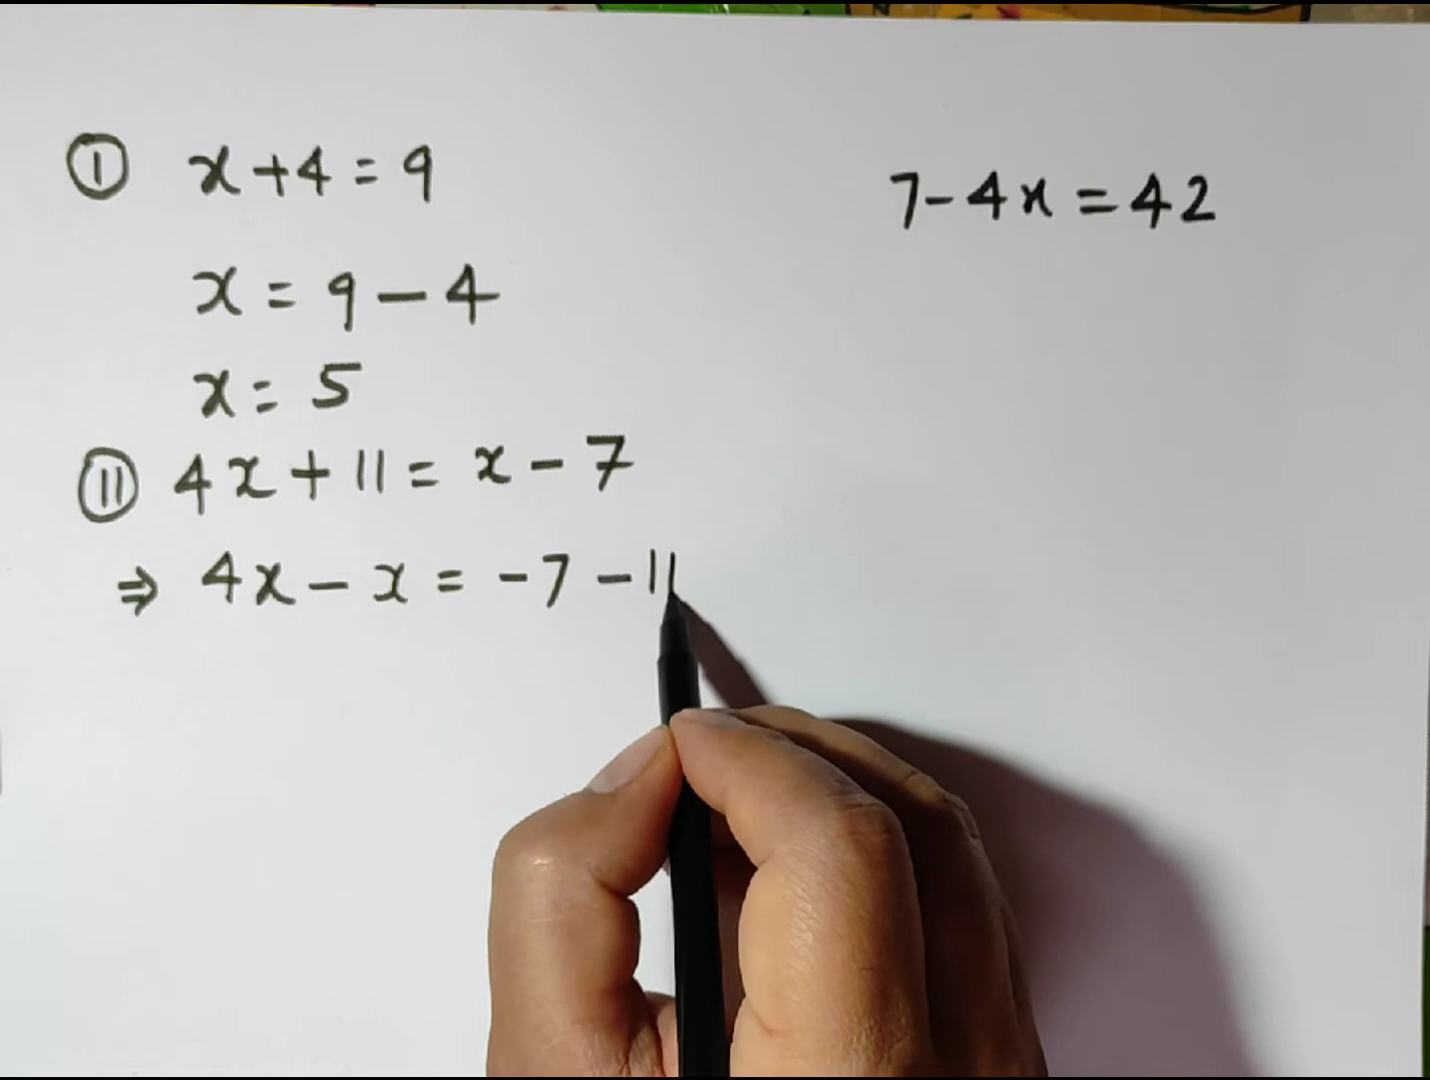 ① x+4=9
x=9-4
x=5
⑪ 4x+11=x-7
⇒ 4x-x=-7-11
7-4x=42